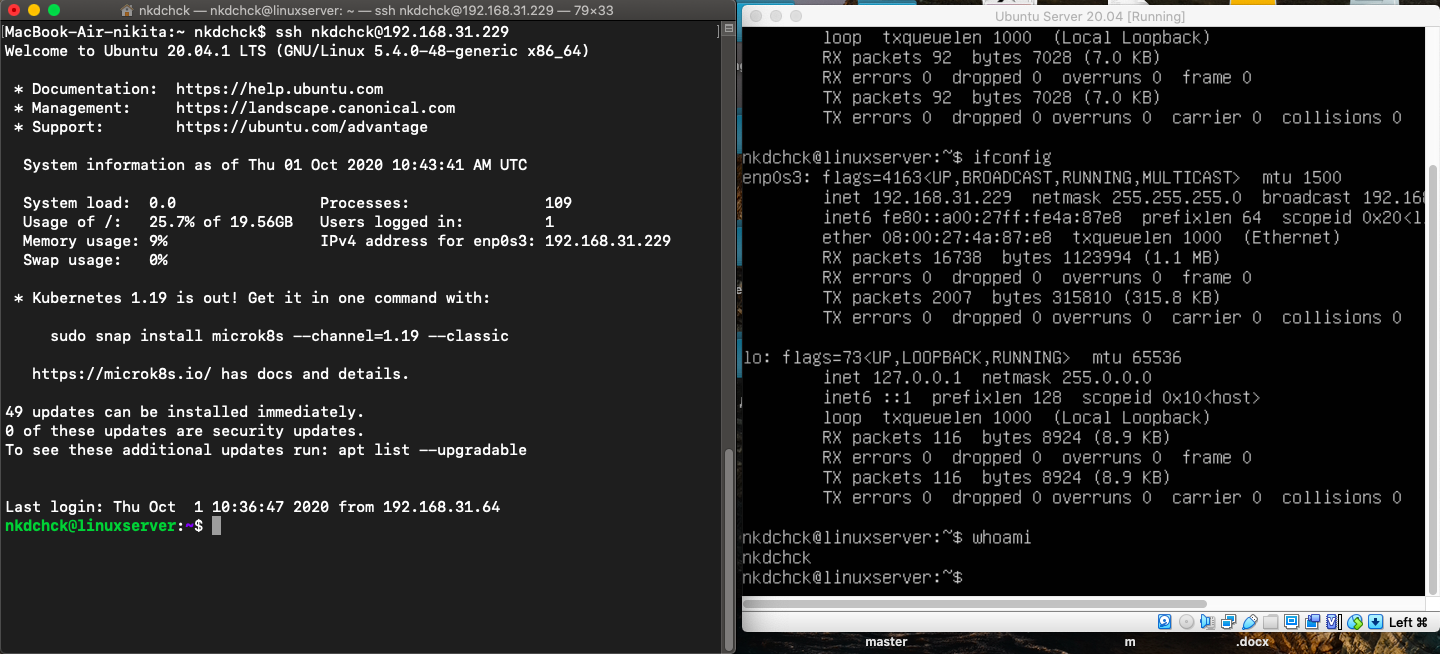 nkdchck — nkdchck@linuxserver: ~ — ssh nkdchck@192.168.31.229 — 79×33
[MacBook-Air-nikita:~ nkdchck$ ssh nkdchck@192.168.31.229 ]
Welcome to Ubuntu 20.04.1 LTS (GNU/Linux 5.4.0-48-generic x86_64)
* Documentation:  https://help.ubuntu.com
* Management:     https://landscape.canonical.com
* Support:        https://ubuntu.com/advantage
System information as of Thu 01 Oct 2020 10:43:41 AM UTC
System load:  0.0               Processes:               109
Usage of /:   25.7% of 19.56GB   Users logged in:         1
Memory usage: 9%                 IPv4 address for enp0s3: 192.168.31.229
Swap usage:   0%
* Kubernetes 1.19 is out! Get it in one command with:
sudo snap install microk8s --channel=1.19 --classic
https://microk8s.io/ has docs and details.
49 updates can be installed immediately.
0 of these updates are security updates.
To see these additional updates run: apt list --upgradable
Last login: Thu Oct  1 10:36:47 2020 from 192.168.31.64
nkdchck@linuxserver:~$
Ubuntu Server 20.04 [Running]
loop  txqueuelen 1000  (Local Loopback)
RX packets 92  bytes 7028 (7.0 KB)
RX errors 0  dropped 0  overruns 0  frame 0
TX packets 92  bytes 7028 (7.0 KB)
TX errors 0  dropped 0 overruns 0  carrier 0  collisions 0
nkdchck@linuxserver:~$ ifconfig
enp0s3: flags=4163<UP,BROADCAST,RUNNING,MULTICAST>  mtu 1500
inet 192.168.31.229  netmask 255.255.255.0  broadcast 192.168
inet6 fe80::a00:27ff:fe4a:87e8  prefixlen 64  scopeid 0x20<l
ether 08:00:27:4a:87:e8  txqueuelen 1000  (Ethernet)
RX packets 16738  bytes 1123994 (1.1 MB)
RX errors 0  dropped 0  overruns 0  frame 0
TX packets 2007  bytes 315810 (315.8 KB)
TX errors 0  dropped 0 overruns 0  carrier 0  collisions 0
lo: flags=73<UP,LOOPBACK,RUNNING>  mtu 65536
inet 127.0.0.1  netmask 255.0.0.0
inet6 ::1  prefixlen 128  scopeid 0x10<host>
loop  txqueuelen 1000  (Local Loopback)
RX packets 116  bytes 8924 (8.9 KB)
RX errors 0  dropped 0  overruns 0  frame 0
TX packets 116  bytes 8924 (8.9 KB)
TX errors 0  dropped 0 overruns 0  carrier 0  collisions 0
nkdchck@linuxserver:~$ whoami
nkdchck
nkdchck@linuxserver:~$
Left ⌘
master
m
.docx